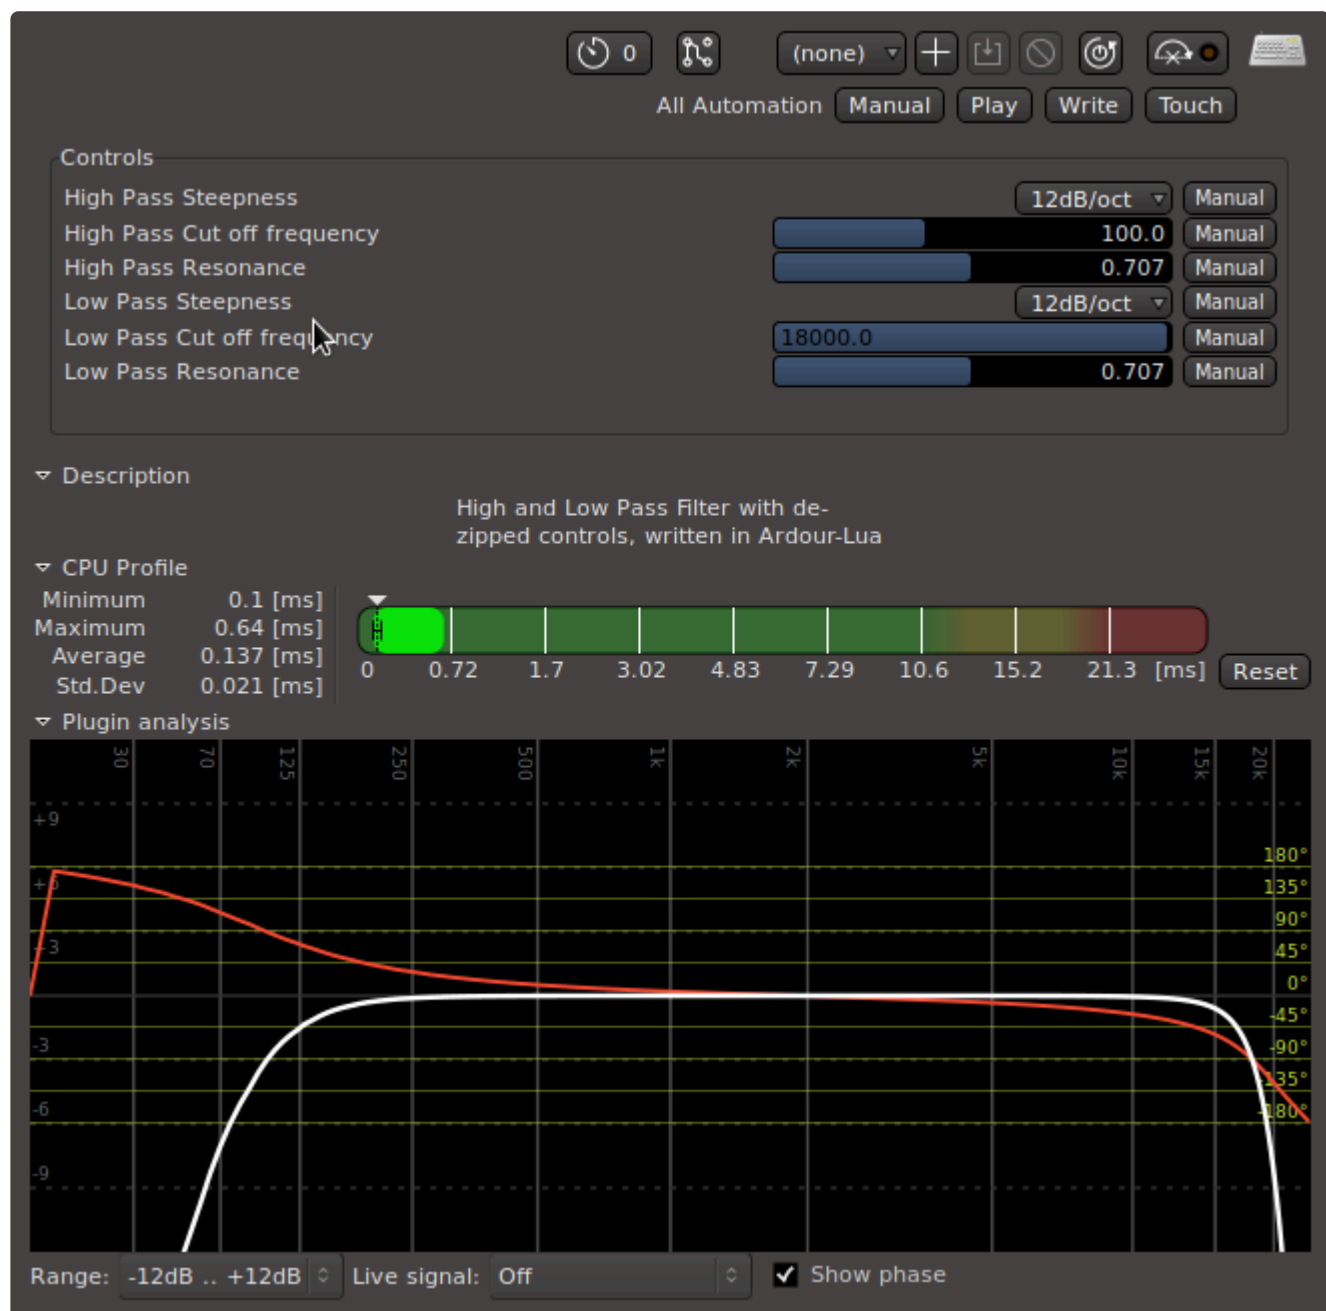 0 (none)
All Automation Manual Play Write Touch
Controls
High Pass Steepness 12dB/oct Manual
High Pass Cut off frequency 100.0 Manual
High Pass Resonance 0.707 Manual
Low Pass Steepness 12dB/oct Manual
Low Pass Cut off frequency 18000.0 Manual
Low Pass Resonance 0.707 Manual
Description
High and Low Pass Filter with de-
zipped controls, written in Ardour-Lua
CPU Profile
Minimum 0.1 [ms]
Maximum 0.64 [ms]
Average 0.137 [ms]
Std.Dev 0.021 [ms]
0 0.72 1.7 3.02 4.83 7.29 10.6 15.2 21.3 [ms] Reset
Plugin analysis
30 70 125 250 500 1k 2k 5k 10k 15k 20k
+9
180°
+6
135°
90°
+3
45°
0°
-45°
-3
-90°
-135°
-6
-180°
-9
Range: -12dB .. +12dB Live signal: Off Show phase